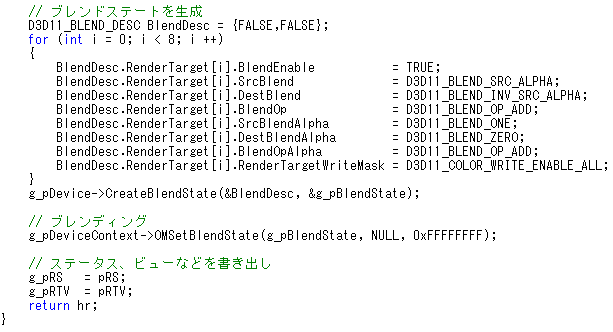 // ブレンドステートを生成
D3D11_BLEND_DESC BlendDesc = {FALSE,FALSE};
for (int i = 0; i < 8; i ++)
{
BlendDesc.RenderTarget[i].BlendEnable = TRUE;
BlendDesc.RenderTarget[i].SrcBlend = D3D11_BLEND_SRC_ALPHA;
BlendDesc.RenderTarget[i].DestBlend = D3D11_BLEND_INV_SRC_ALPHA;
BlendDesc.RenderTarget[i].BlendOp = D3D11_BLEND_OP_ADD;
BlendDesc.RenderTarget[i].SrcBlendAlpha = D3D11_BLEND_ONE;
BlendDesc.RenderTarget[i].DestBlendAlpha = D3D11_BLEND_ZERO;
BlendDesc.RenderTarget[i].BlendOpAlpha = D3D11_BLEND_OP_ADD;
BlendDesc.RenderTarget[i].RenderTargetWriteMask = D3D11_COLOR_WRITE_ENABLE_ALL;
}
g_pDevice->CreateBlendState(&BlendDesc, &g_pBlendState);
// ブレンディング
g_pDeviceContext->OMSetBlendState(g_pBlendState, NULL, 0xFFFFFFFF);
// ステータス、ビューなどを書き出し
g_pRS = pRS;
g_pRTV = pRTV;
return hr;
}